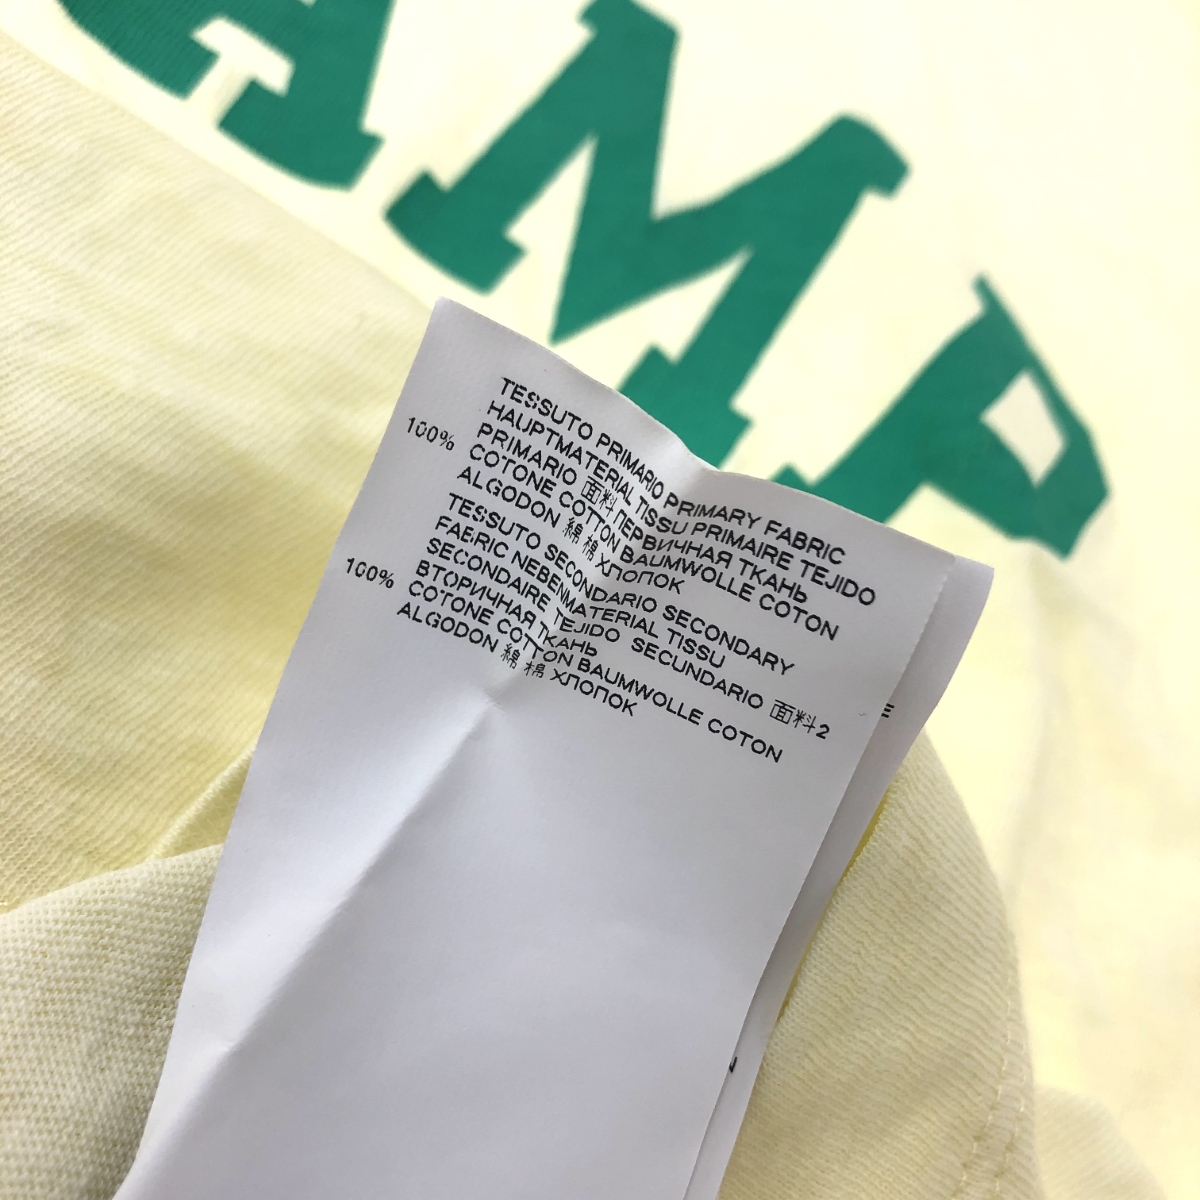 AMP
TESSUTO PRIMARIO PRIMARY FABRIC
HAUPTMATERIAL TISSU PRIMAIRE TEJIDO
PRIMARIO 面料 ПЕРВИЧНАЯ ТКАНЬ
100% COTONE COTTON BAUMWOLLE COTON
ALGODON 綿 棉 ХЛОПОК
TESSUTO SECONDARIO SECONDARY
FABRIC NEBENMATERIAL TISSU
SECONDAIRE TEJIDO SECUNDARIO 面料2
ВТОРИЧНАЯ ТКАНЬ
100% COTONE COTTON BAUMWOLLE COTON
ALGODON 綿 棉 ХЛОПОК